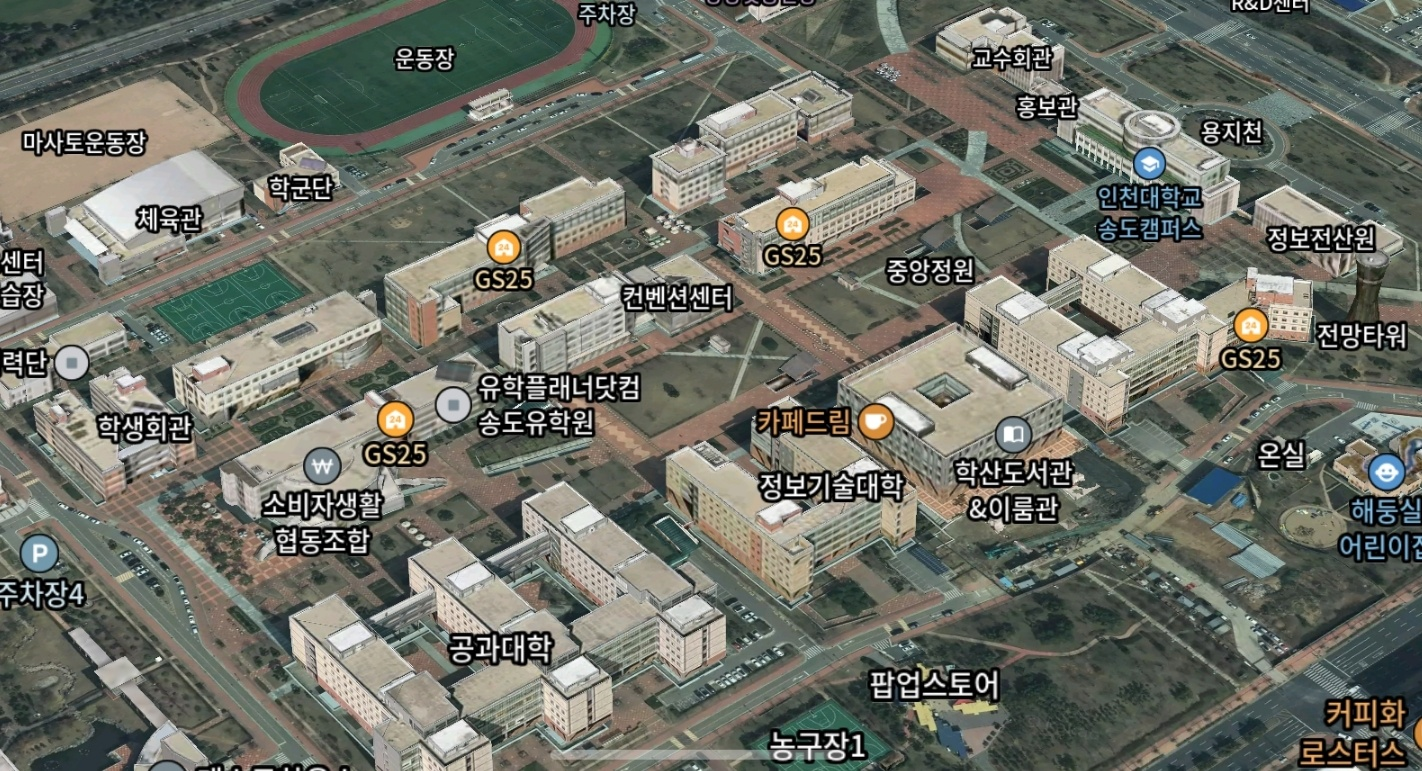 주차장
R&D센터
운동장
교수회관
홍보관
마사토운동장
용지천
학군단
체육관
인천대학교
송도캠퍼스
정보전산원
센터
습장
GS25
GS25
중앙정원
컨벤션센터
전망타워
GS25
력단
유학플래너닷컴
송도유학원
학생회관
GS25
카페드림
정보기술대학
학산도서관
&이룸관
온실
소비자생활
협동조합
해둥실
어린이집
P
주차장4
공과대학
팝업스토어
농구장1
커피화
로스터스